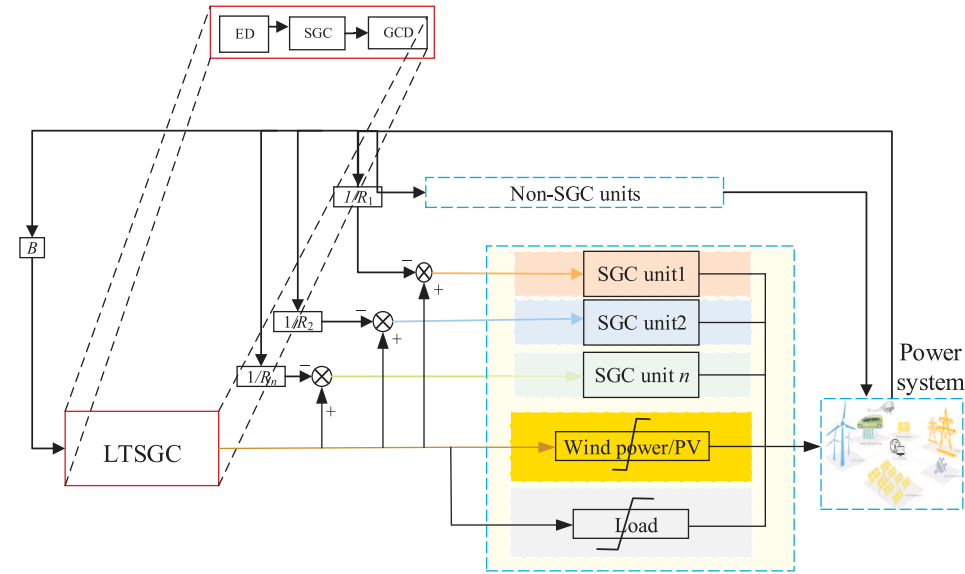 ED
SGC
GCD
1/R1
Non-SGC units
B
−
+
SGC unit1
1/R2
−
+
SGC unit2
1/Rn
−
+
SGC unit n
Power
system
LTSGC
Wind power/PV
Load